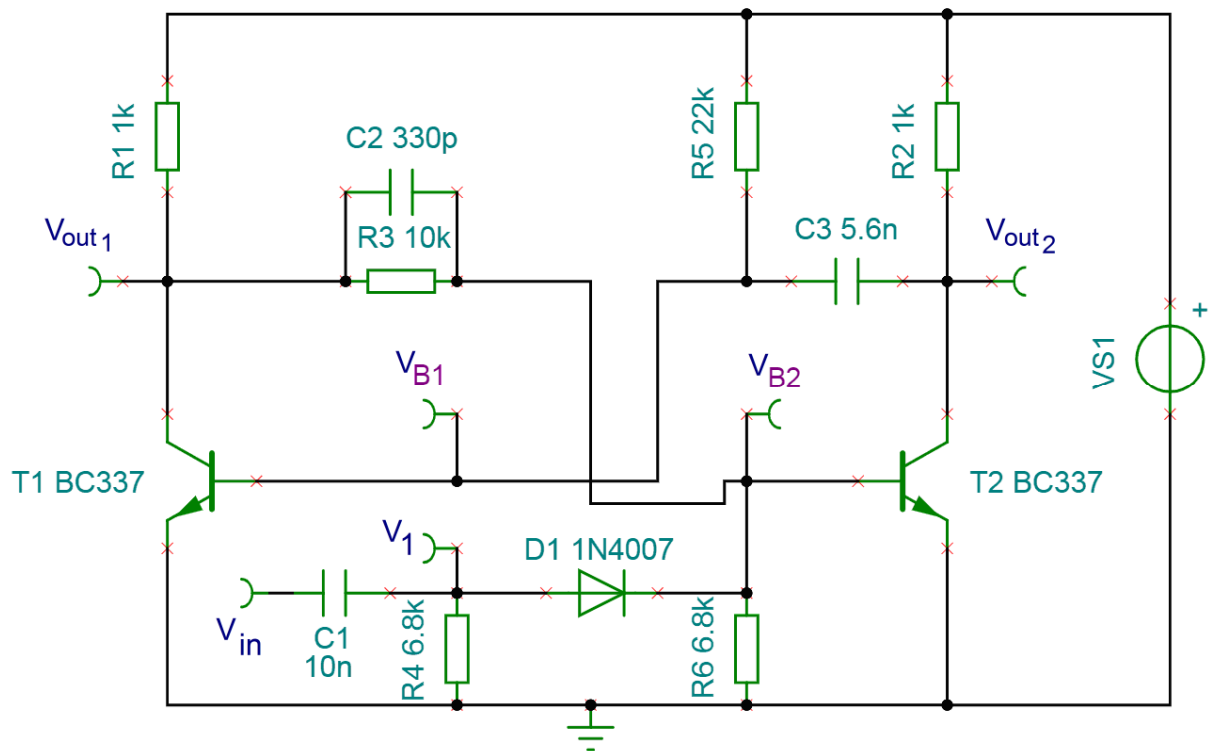 R1 1k
C2 330p
R3 10k
R5 22k
R2 1k
C3 5.6n
Vout1
Vout2
VB1
VB2
+
VS1
T1 BC337
T2 BC337
V1
D1 1N4007
Vin
C1
10n
R4 6.8k
R6 6.8k